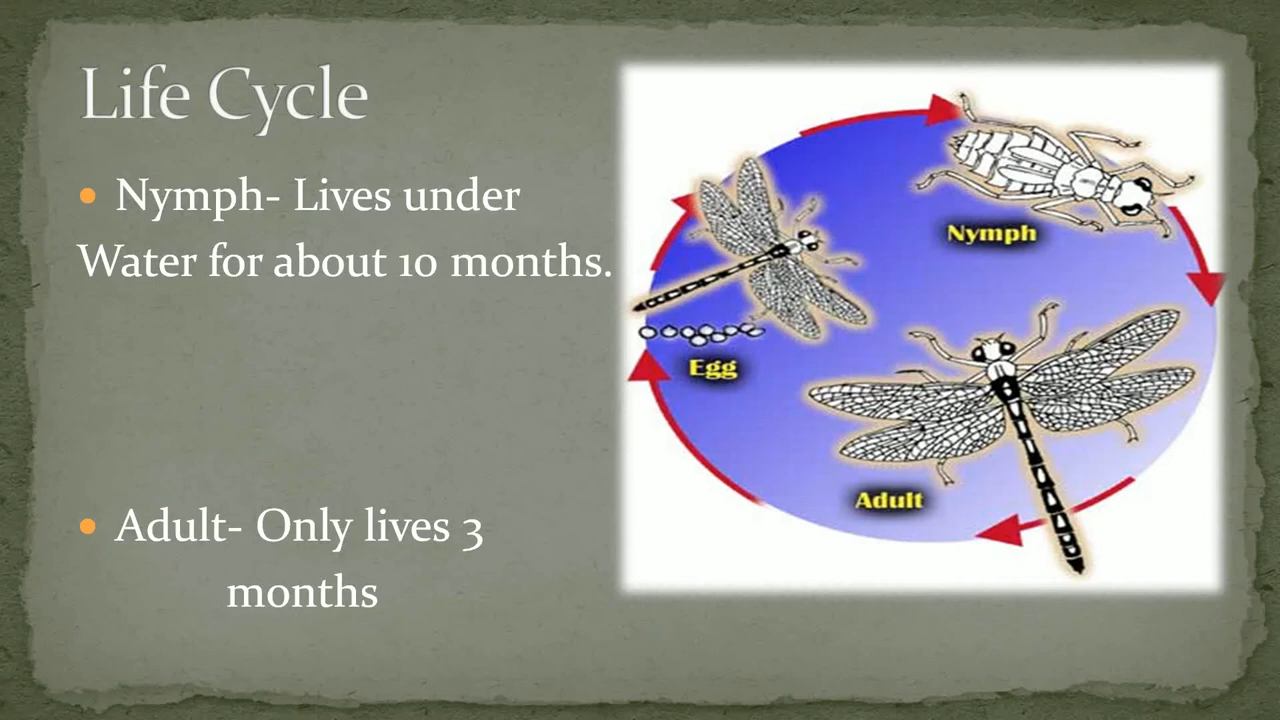 Life Cycle
Nymph- Lives under
Water for about 10 months.
Adult- Only lives 3
months
Nymph
Egg
Adult